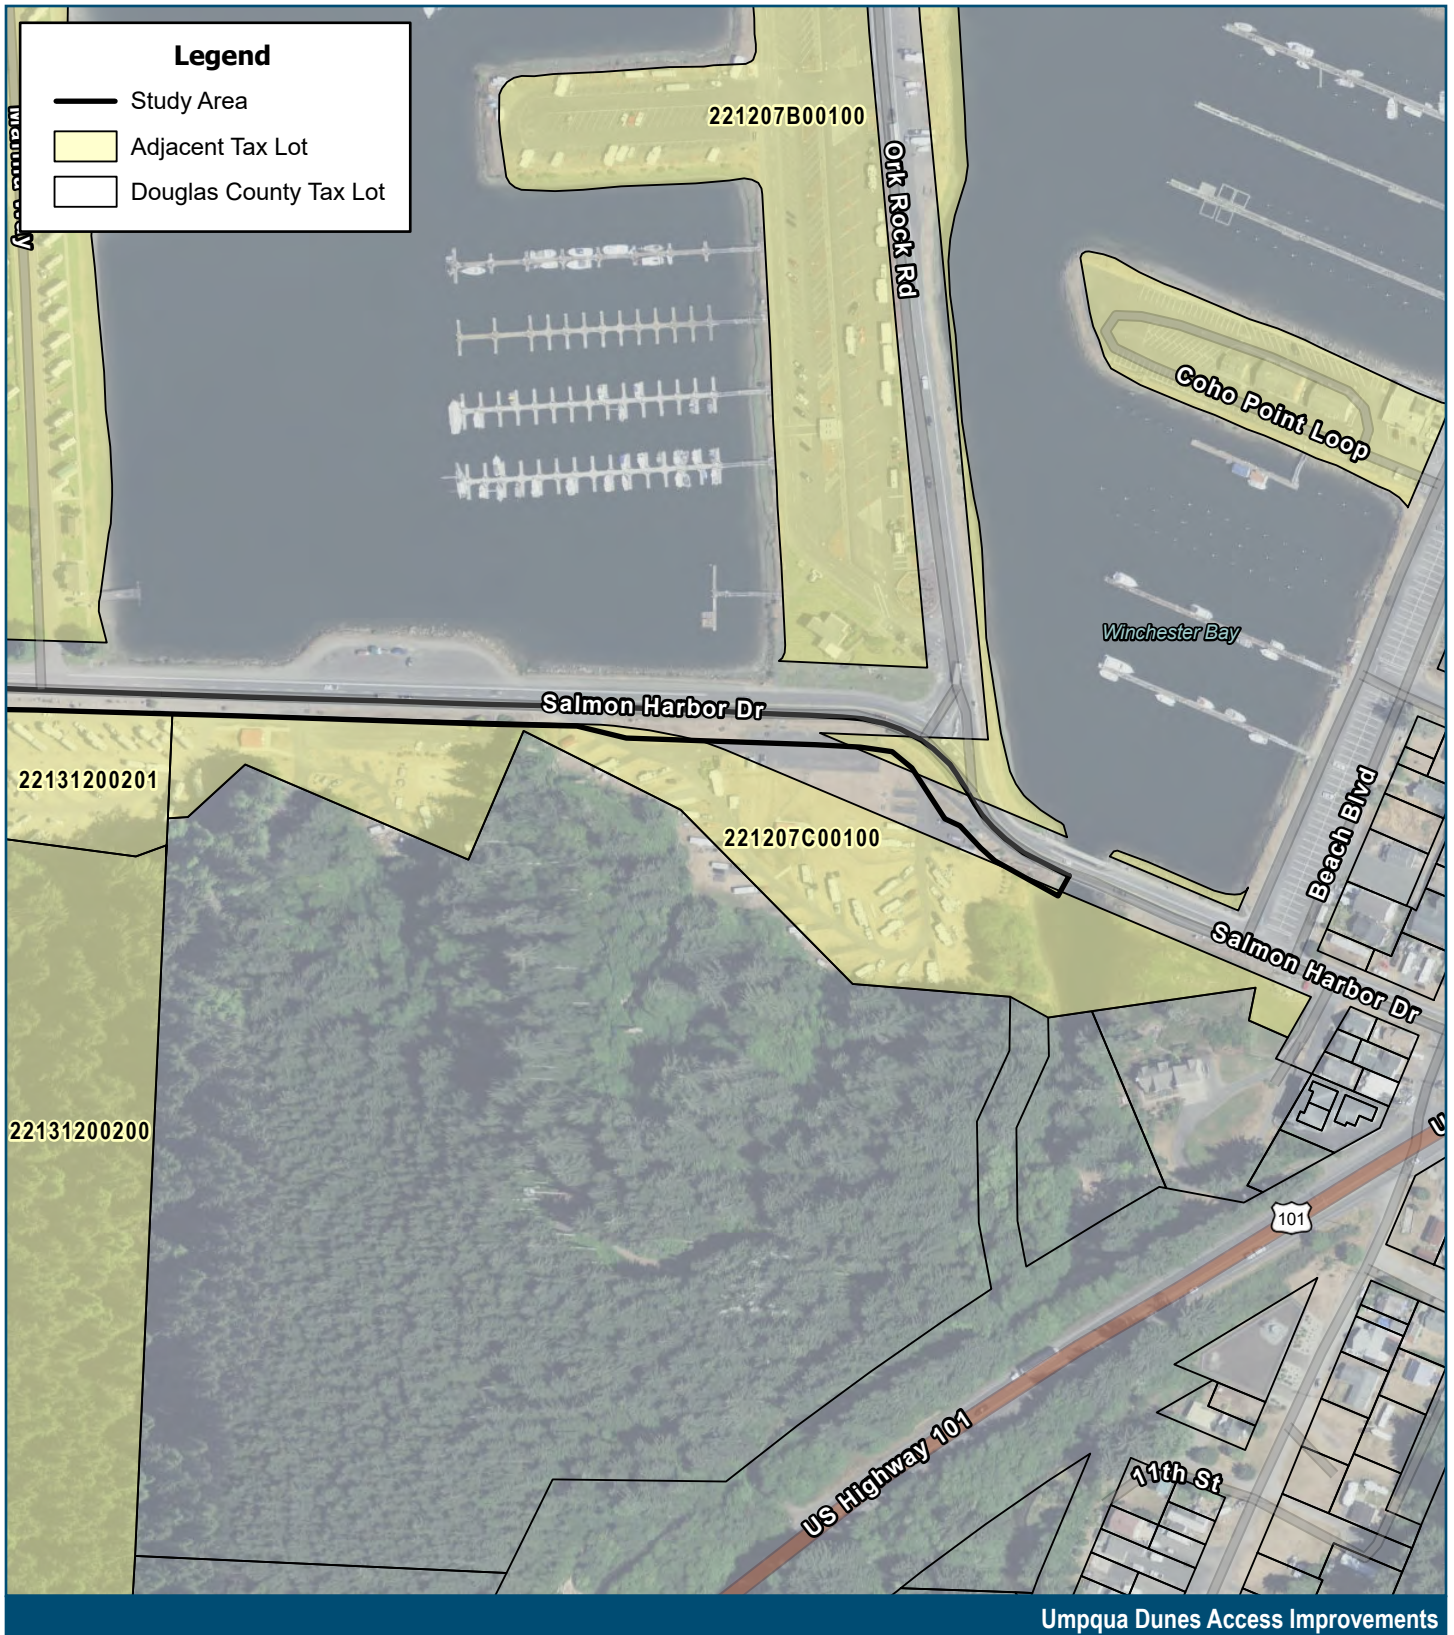 Legend
Study Area
Adjacent Tax Lot
Douglas County Tax Lot
221207B00100
Ork Rock Rd
Coho Point Loop
Winchester Bay
Salmon Harbor Dr
22131200201
221207C00100
Beach Blvd
Salmon Harbor Dr
22131200200
101
US Highway 101
11th St
Umpqua Dunes Access Improvements